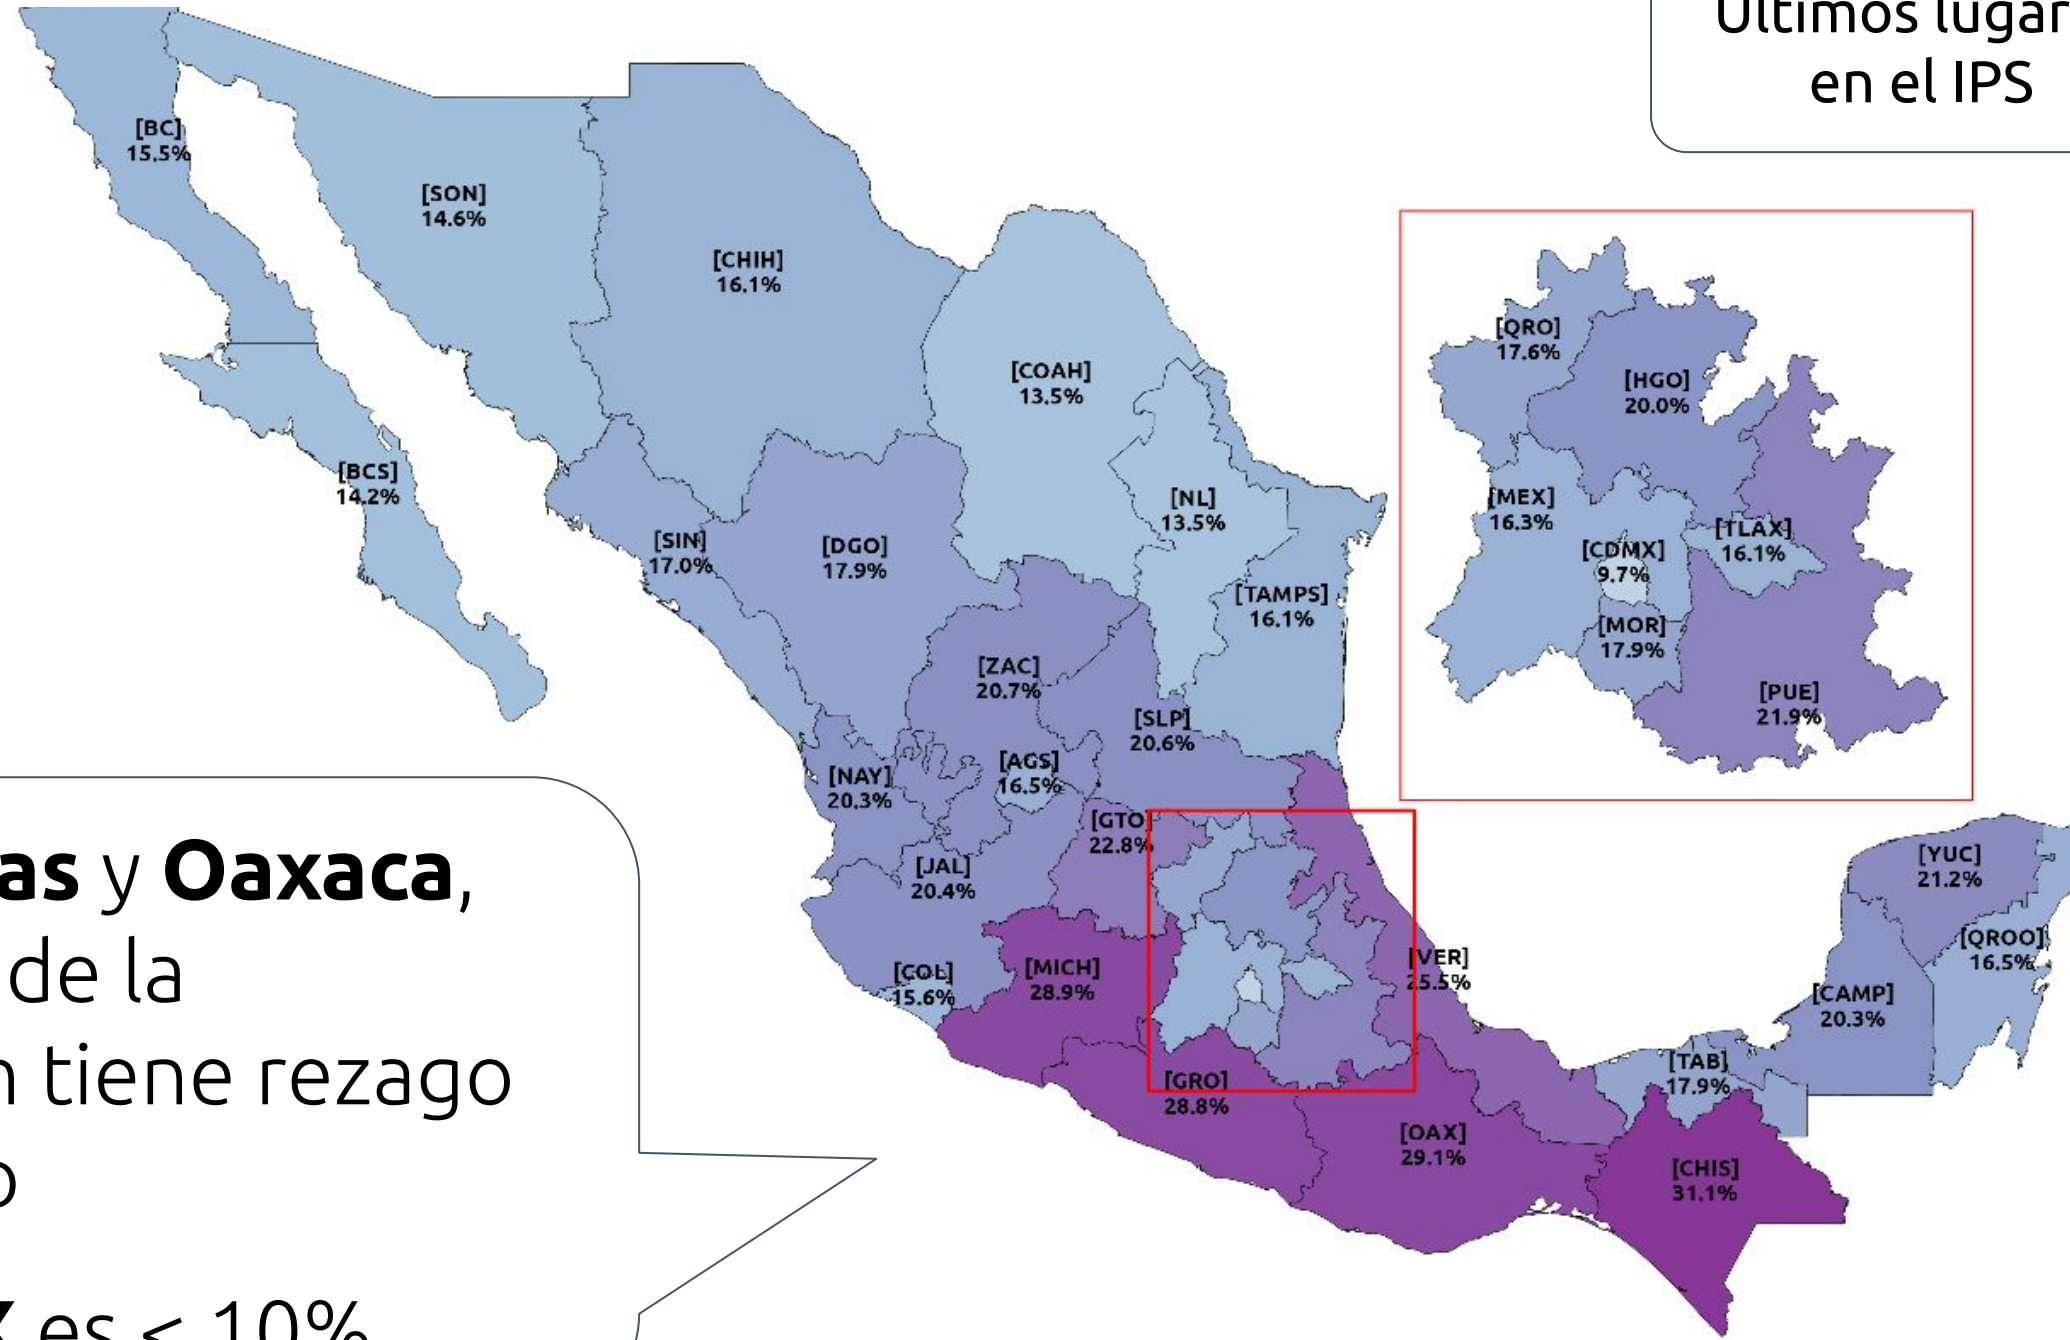 Últimos lugar
en el IPS
[BC]
15.5%
[SON]
14.6%
[CHIH]
16.1%
[COAH]
13.5%
[BCS]
14.2%
[NL]
13.5%
[SIN]
17.0%
[DGO]
17.9%
[TAMPS]
16.1%
[ZAC]
20.7%
[SLP]
20.6%
[NAY]
20.3%
[AGS]
16.5%
[GTO]
22.8%
[JAL]
20.4%
[COL]
15.6%
[MICH]
28.9%
[VER]
25.5%
[GRO]
28.8%
[OAX]
29.1%
[CHIS]
31.1%
[TAB]
17.9%
[CAMP]
20.3%
[YUC]
21.2%
[QROO]
16.5%
[QRO]
17.6%
[HGO]
20.0%
[MEX]
16.3%
[CDMX]
9.7%
[TLAX]
16.1%
[MOR]
17.9%
[PUE]
21.9%
as y Oaxaca,
de la
n tiene rezago
o
X es < 10%